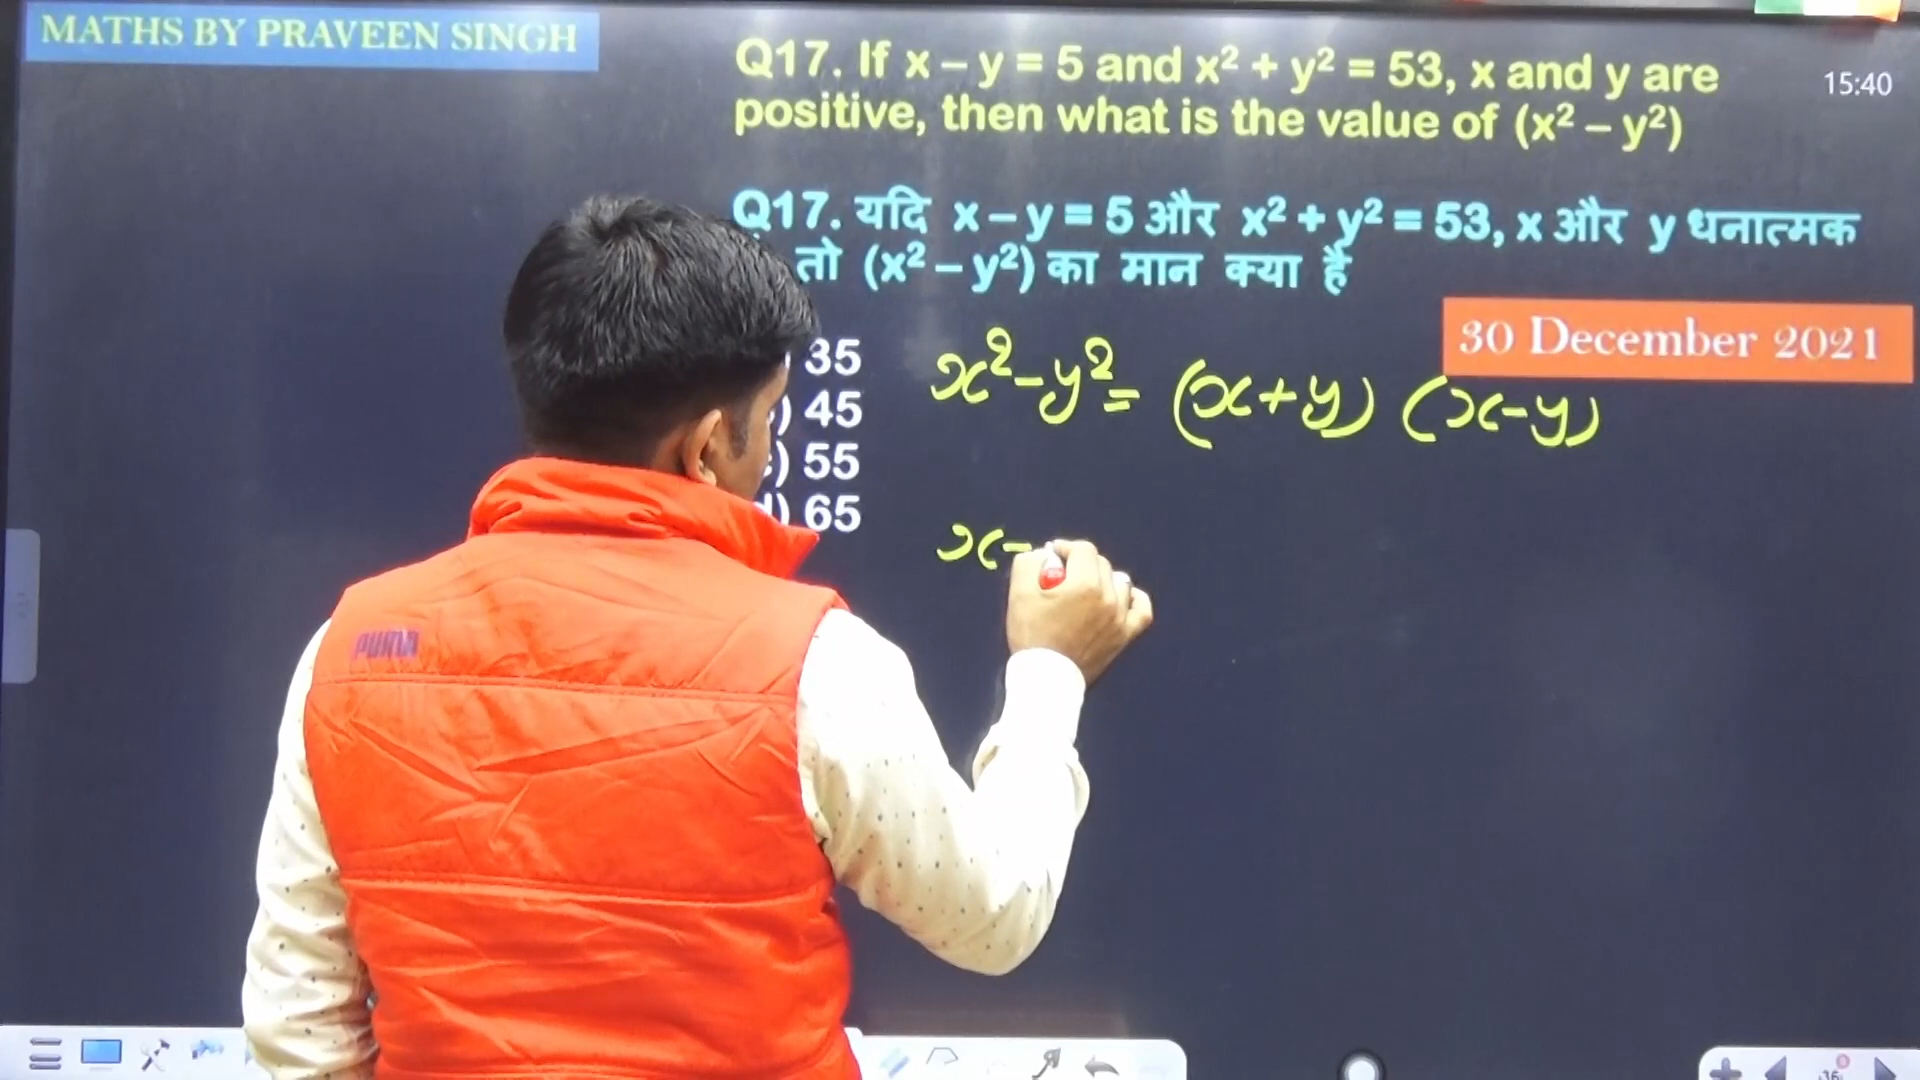 MATHS BY PRAVEEN SINGH
Q17. If x – y = 5 and x² + y² = 53, x and y are
positive, then what is the value of (x² – y²)
15:40
Q17. यदि x – y = 5 और x² + y² = 53, x और y धनात्मक
तो (x² – y²) का मान क्या है
30 December 2021
35
) 45
) 55
d) 65
x²-y²= (x+y) (x-y)
x-
PUMA
36